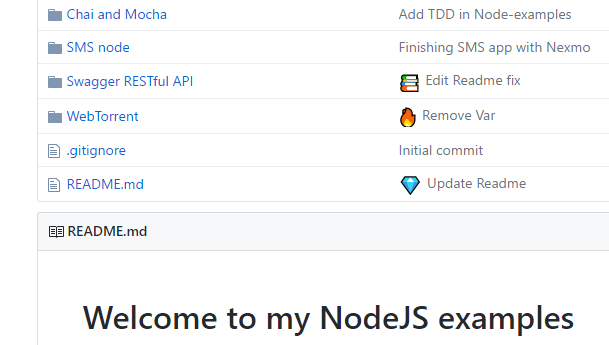 Chai and Mocha Add TDD in Node-examples
SMS node Finishing SMS app with Nexmo
Swagger RESTful API 📚 Edit Readme fix
WebTorrent 🔥 Remove Var
.gitignore Initial commit
README.md 💎 Update Readme
README.md
Welcome to my NodeJS examples